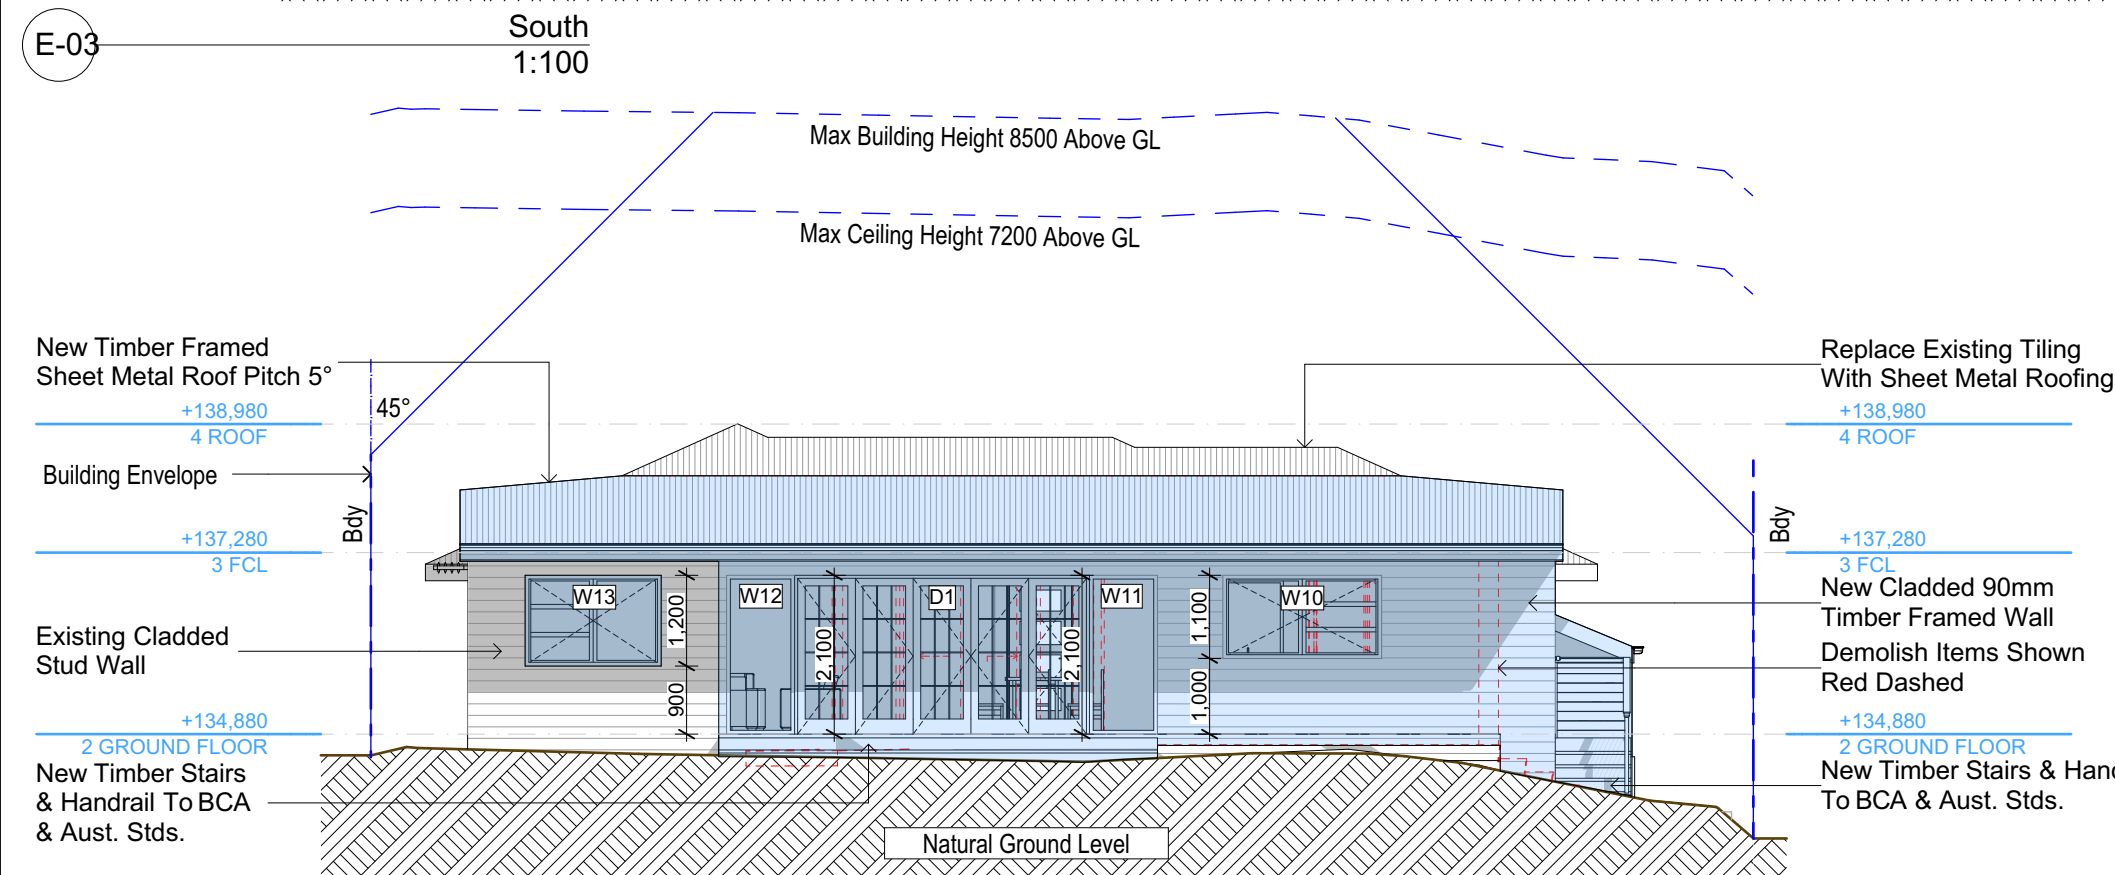 E-03
South
1:100
Max Building Height 8500 Above GL
Max Ceiling Height 7200 Above GL
New Timber Framed
Sheet Metal Roof Pitch 5°
45°
+138,980
4 ROOF
Building Envelope
Bdy
+137,280
3 FCL
Existing Cladded
Stud Wall
+134,880
2 GROUND FLOOR
New Timber Stairs
& Handrail To BCA
& Aust. Stds.
W13
1,200
900
W12
2,100
D1
2,100
W11
1,100
1,000
W10
Natural Ground Level
Replace Existing Tiling
With Sheet Metal Roofing
+138,980
4 ROOF
Bdy
+137,280
3 FCL
New Cladded 90mm
Timber Framed Wall
Demolish Items Shown
Red Dashed
+134,880
2 GROUND FLOOR
New Timber Stairs &
To BCA & Aust. Stds.